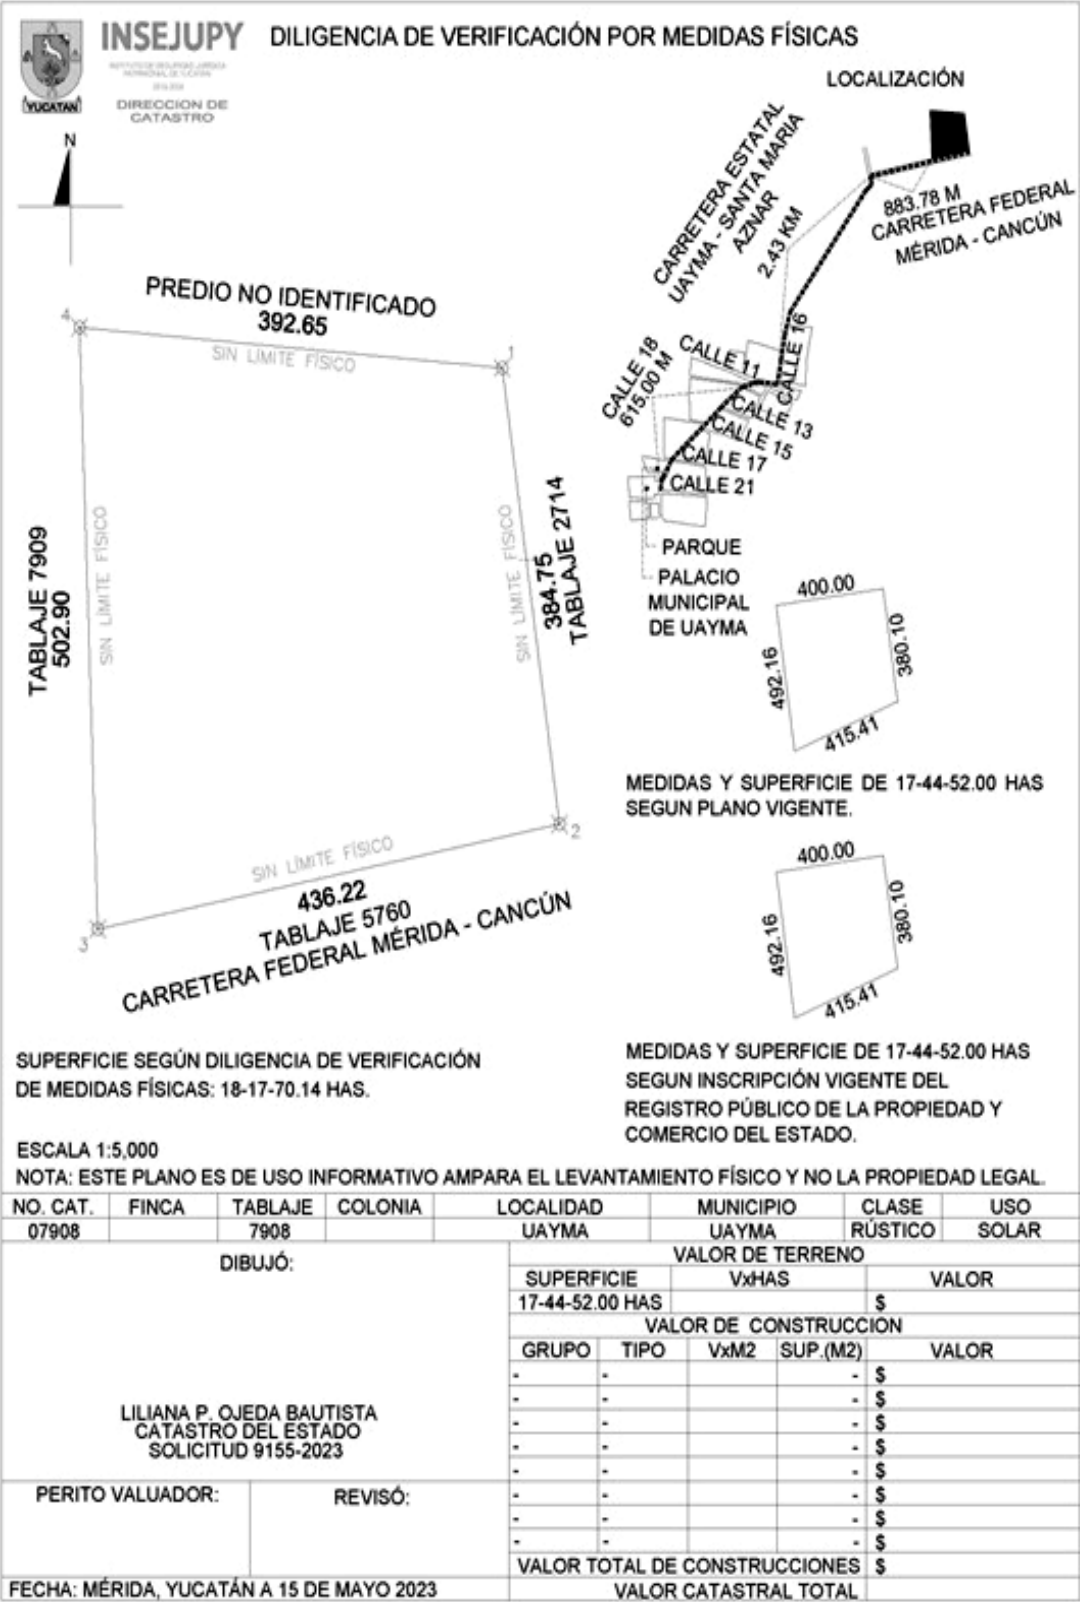 INSEJUPY
DIRECCION DE
CATASTRO
YUCATAN
DILIGENCIA DE VERIFICACIÓN POR MEDIDAS FÍSICAS
LOCALIZACIÓN
N
CARRETERA ESTATAL
UAYMA - SANTA MARIA
AZNAR
2.43 KM
883.78 M
CARRETERA FEDERAL
MÉRIDA - CANCÚN
CALLE 18
615.00 M
CALLE 11
CALLE 16
CALLE 13
CALLE 15
CALLE 17
CALLE 21
PARQUE
PALACIO
MUNICIPAL
DE UAYMA
PREDIO NO IDENTIFICADO
392.65
SIN LÍMITE FÍSICO
4
1
TABLAJE 7909
502.90
SIN LÍMITE FÍSICO
SIN LÍMITE FÍSICO
384.75
TABLAJE 2714
2
3
SIN LÍMITE FÍSICO
436.22
TABLAJE 5760
CARRETERA FEDERAL MÉRIDA - CANCÚN
400.00
492.16
380.10
415.41
MEDIDAS Y SUPERFICIE DE 17-44-52.00 HAS
SEGUN PLANO VIGENTE.
400.00
492.16
380.10
415.41
MEDIDAS Y SUPERFICIE DE 17-44-52.00 HAS
SEGUN INSCRIPCIÓN VIGENTE DEL
REGISTRO PÚBLICO DE LA PROPIEDAD Y
COMERCIO DEL ESTADO.
SUPERFICIE SEGÚN DILIGENCIA DE VERIFICACIÓN
DE MEDIDAS FÍSICAS: 18-17-70.14 HAS.
ESCALA 1:5,000
NOTA: ESTE PLANO ES DE USO INFORMATIVO AMPARA EL LEVANTAMIENTO FÍSICO Y NO LA PROPIEDAD LEGAL.
NO. CAT. FINCA TABLAJE COLONIA LOCALIDAD MUNICIPIO CLASE USO
07908 7908 UAYMA UAYMA RÚSTICO SOLAR
DIBUJÓ:
LILIANA P. OJEDA BAUTISTA
CATASTRO DEL ESTADO
SOLICITUD 9155-2023
PERITO VALUADOR: REVISÓ:
FECHA: MÉRIDA, YUCATÁN A 15 DE MAYO 2023
VALOR DE TERRENO
SUPERFICIE VxHAS VALOR
17-44-52.00 HAS $
VALOR DE CONSTRUCCION
GRUPO TIPO VxM2 SUP.(M2) VALOR
- - - $
- - - $
- - - $
- - - $
- - - $
- - - $
- - - $
- - - $
VALOR TOTAL DE CONSTRUCCIONES $
VALOR CATASTRAL TOTAL